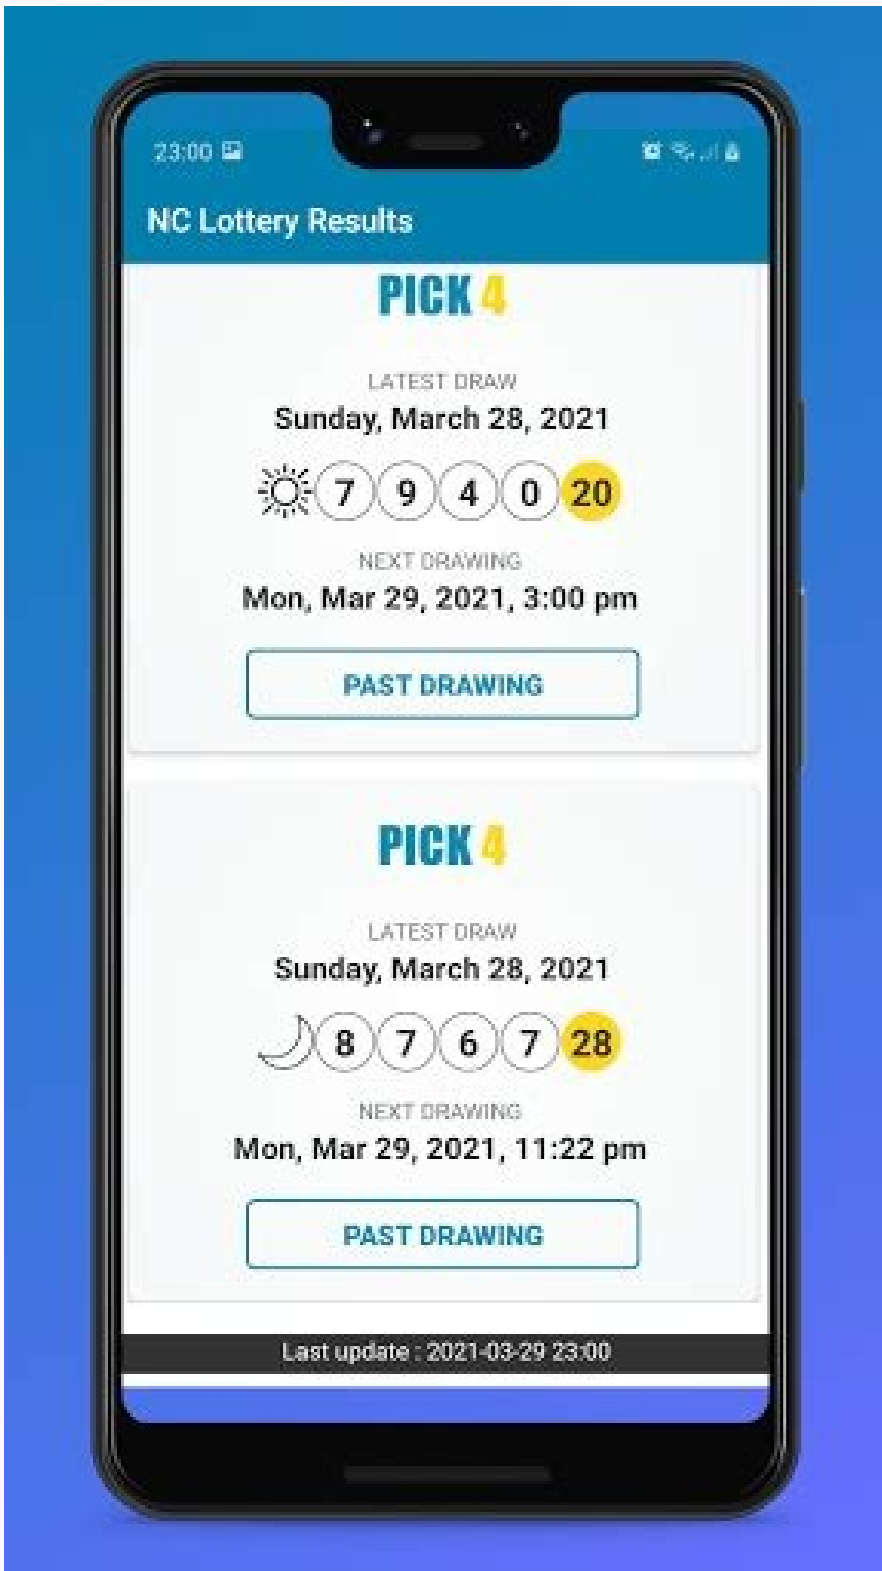 23:00
NC Lottery Results
PICK 4
LATEST DRAW
Sunday, March 28, 2021
7 9 4 0 20
NEXT DRAWING
Mon, Mar 29, 2021, 3:00 pm
PAST DRAWING
PICK 4
LATEST DRAW
Sunday, March 28, 2021
8 7 6 7 28
NEXT DRAWING
Mon, Mar 29, 2021, 11:22 pm
PAST DRAWING
Last update : 2021-03-29 23:00